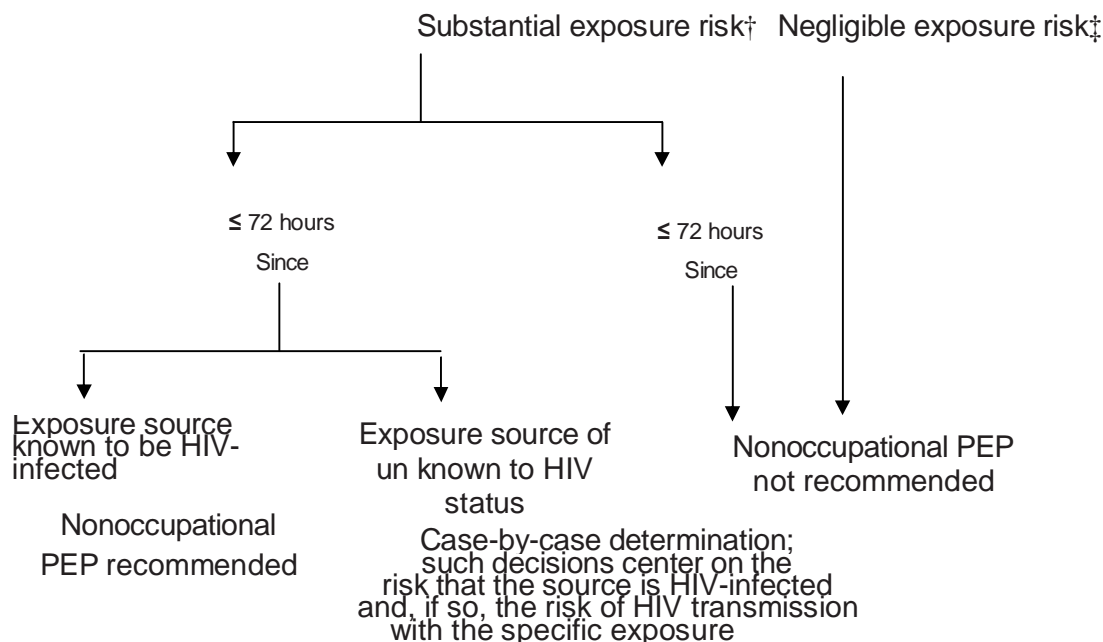 Substantial exposure risk† Negligible exposure risk‡
≤ 72 hours
Since
≤ 72 hours
Since
Exposure source
known to be HIV-
infected
Nonoccupational
PEP recommended
Exposure source of
un known to HIV
status
Case-by-case determination;
such decisions center on the
risk that the source is HIV-infected
and, if so, the risk of HIV transmission
with the specific exposure
Nonoccupational PEP
not recommended